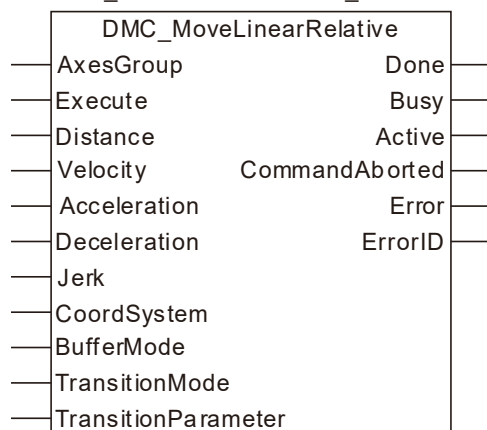 DMC_MoveLinearRelative
AxesGroup Done
Execute Busy
Distance Active
Velocity CommandAborted
Acceleration Error
Deceleration ErrorID
Jerk
CoordSystem
BufferMode
TransitionMode
TransitionParameter